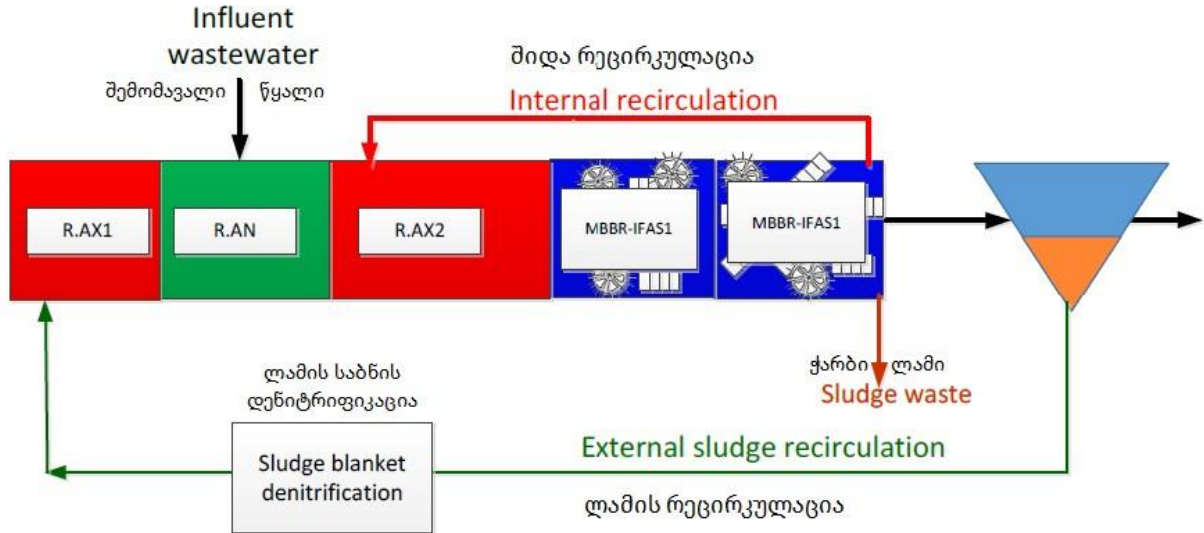 Influent
wastewater
შემომავალი წყალი
შიდა რეცირკულაცია
Internal recirculation
R.AX1
R.AN
R.AX2
MBBR-IFAS1
MBBR-IFAS1
ჭარბი ლამი
Sludge waste
ლამის საბნის
დენიტრიფიკაცია
Sludge blanket
denitrification
External sludge recirculation
ლამის რეცირკულაცია